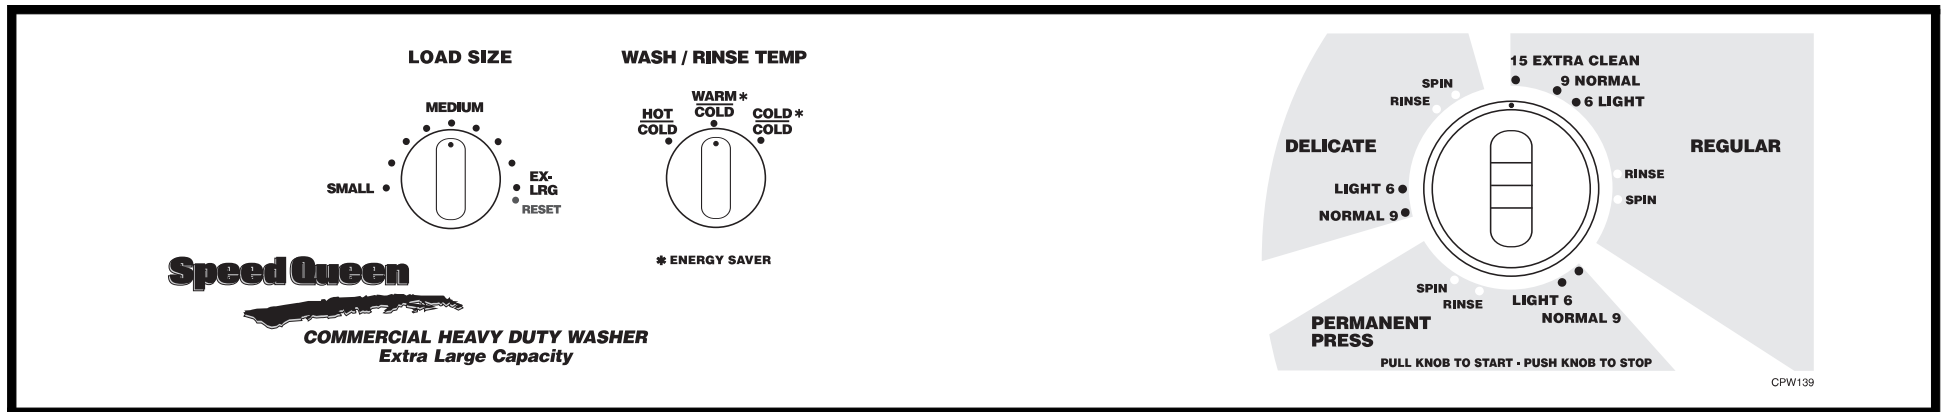 LOAD SIZE
MEDIUM
SMALL
EX-
LRG
RESET
WASH / RINSE TEMP
HOT
COLD
WARM*
COLD
COLD*
COLD
* ENERGY SAVER
Speed Queen
COMMERCIAL HEAVY DUTY WASHER
Extra Large Capacity
15 EXTRA CLEAN
9 NORMAL
6 LIGHT
REGULAR
RINSE
SPIN
SPIN
RINSE
DELICATE
LIGHT 6
NORMAL 9
SPIN
RINSE
LIGHT 6
NORMAL 9
PERMANENT
PRESS
PULL KNOB TO START - PUSH KNOB TO STOP
CPW139